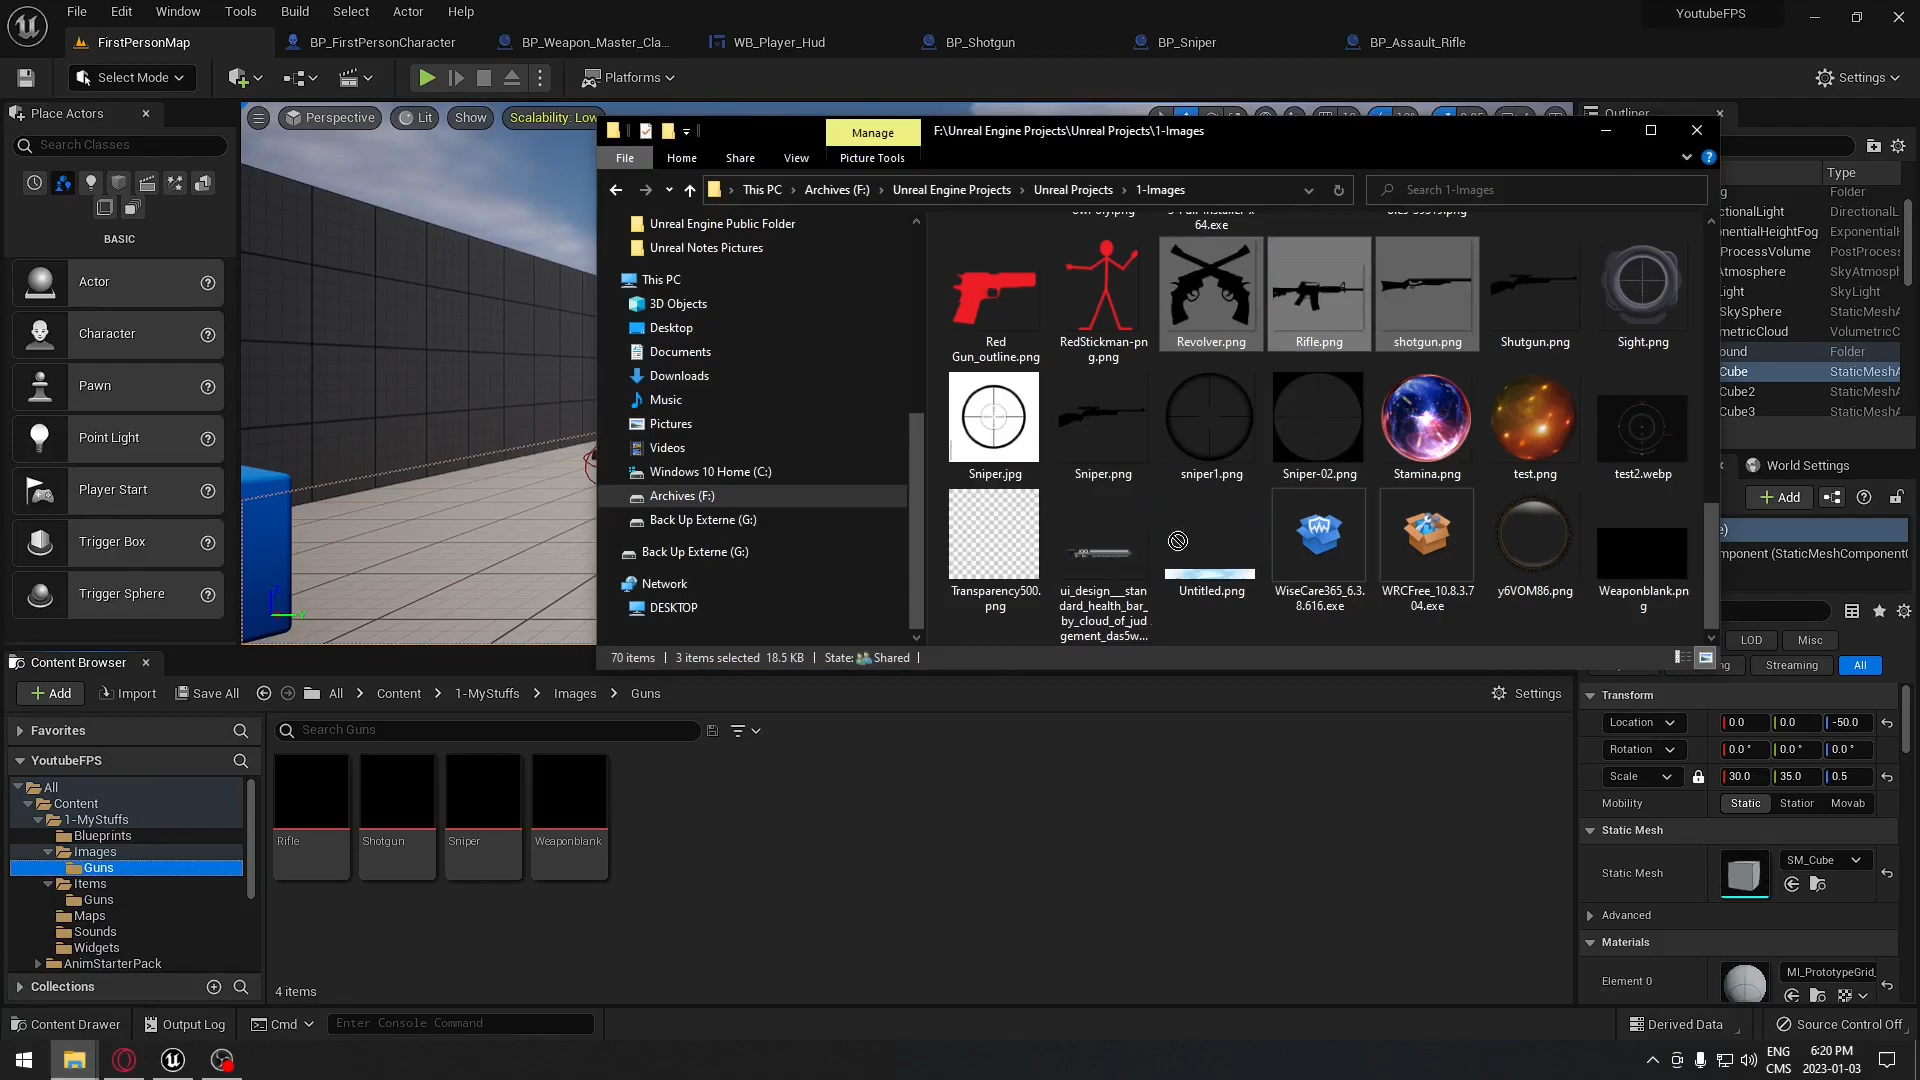 File Edit Window Tools Build Select Actor Help
YoutubeFPS
FirstPersonMap BP_FirstPersonCharacter BP_Weapon_Master_Cla... WB_Player_Hud BP_Shotgun BP_Sniper BP_Assault_Rifle
Select Mode Platforms Settings
Place Actors
Search Classes
BASIC
Actor
Character
Pawn
Point Light
Player Start
Trigger Box
Trigger Sphere
Perspective Lit Show Scalability: Low
Manage
F:\Unreal Engine Projects\Unreal Projects\1-Images
File Home Share View Picture Tools
This PC Archives (F:) Unreal Engine Projects Unreal Projects 1-Images
Search 1-Images
Unreal Engine Public Folder
Unreal Notes Pictures
This PC
3D Objects
Desktop
Documents
Downloads
Music
Pictures
Videos
Windows 10 Home (C:)
Archives (F:)
Back Up Externe (G:)
Back Up Externe (G:)
Network
DESKTOP
64.exe
Red
Gun_outline.png
RedStickman-pn
g.png
Revolver.png
Rifle.png
shotgun.png
Shutgun.png
Sight.png
Sniper.jpg
Sniper.png
sniper1.png
Sniper-02.png
Stamina.png
test.png
test2.webp
Transparency500.
png
ui_design__stan
dard_health_bar_
by_cloud_of_jud
gement_das5w...
Untitled.png
WiseCare365_6.3.
8.616.exe
WRCFree_10.8.3.7
04.exe
y6VOM86.png
Weaponblank.pn
g
70 items 3 items selected 18.5 KB State: Shared
Outliner
Type
Folder
ctionalLight DirectionalL
onentialHeightFog Exponential
ProcessVolume PostProcess
Atmosphere SkyAtmosph
Light SkyLight
SkySphere StaticMeshA
metricCloud VolumetricC
ound Folder
Cube StaticMeshA
Cube2 StaticMeshA
Cube3 StaticMeshA
World Settings
Add
mponent (StaticMeshComponent
LOD Misc
Streaming All
Transform
Location 0.0 0.0 -50.0
Rotation 0.0 ° 0.0 ° 0.0 °
Scale 30.0 35.0 0.5
Mobility Static Station Movab
Static Mesh
Static Mesh SM_Cube
Advanced
Materials
Element 0 MI_PrototypeGrid_
Content Browser
Add Import Save All All Content 1-MyStuffs Images Guns Settings
Favorites
YoutubeFPS
All
Content
1-MyStuffs
Blueprints
Images
Guns
Items
Guns
Maps
Sounds
Widgets
AnimStarterPack
Collections
Search Guns
Rifle Shotgun Sniper Weaponblank
4 items
Content Drawer Output Log Cmd Enter Console Command Derived Data Source Control Off
ENG
CMS
6:20 PM
2023-01-03